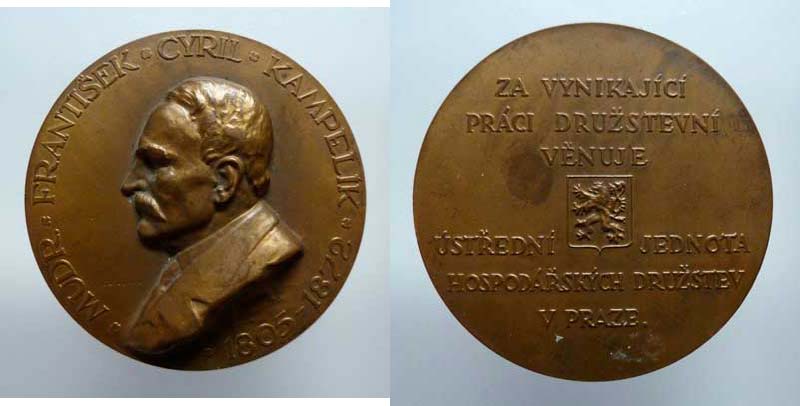 MUDR. FRANTIŠEK CYRIL KAMPELÍK
1805-1872
ZA VYNIKAJÍCÍ
PRÁCI DRUŽSTEVNÍ
VĚNUJE
ÚSTŘEDNÍ JEDNOTA
HOSPODÁŘSKÝCH DRUŽSTEV
V PRAZE.